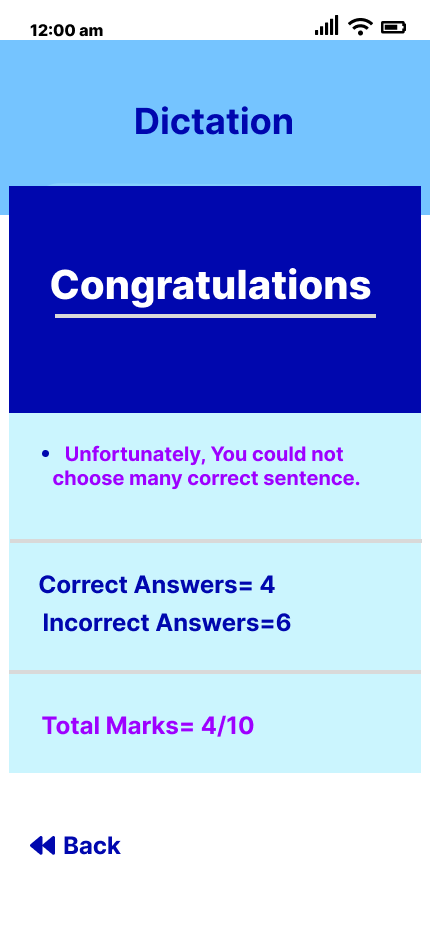 12:00 am
Dictation
Congratulations
• Unfortunately, You could not
choose many correct sentence.
Correct Answers= 4
Incorrect Answers=6
Total Marks= 4/10
Back